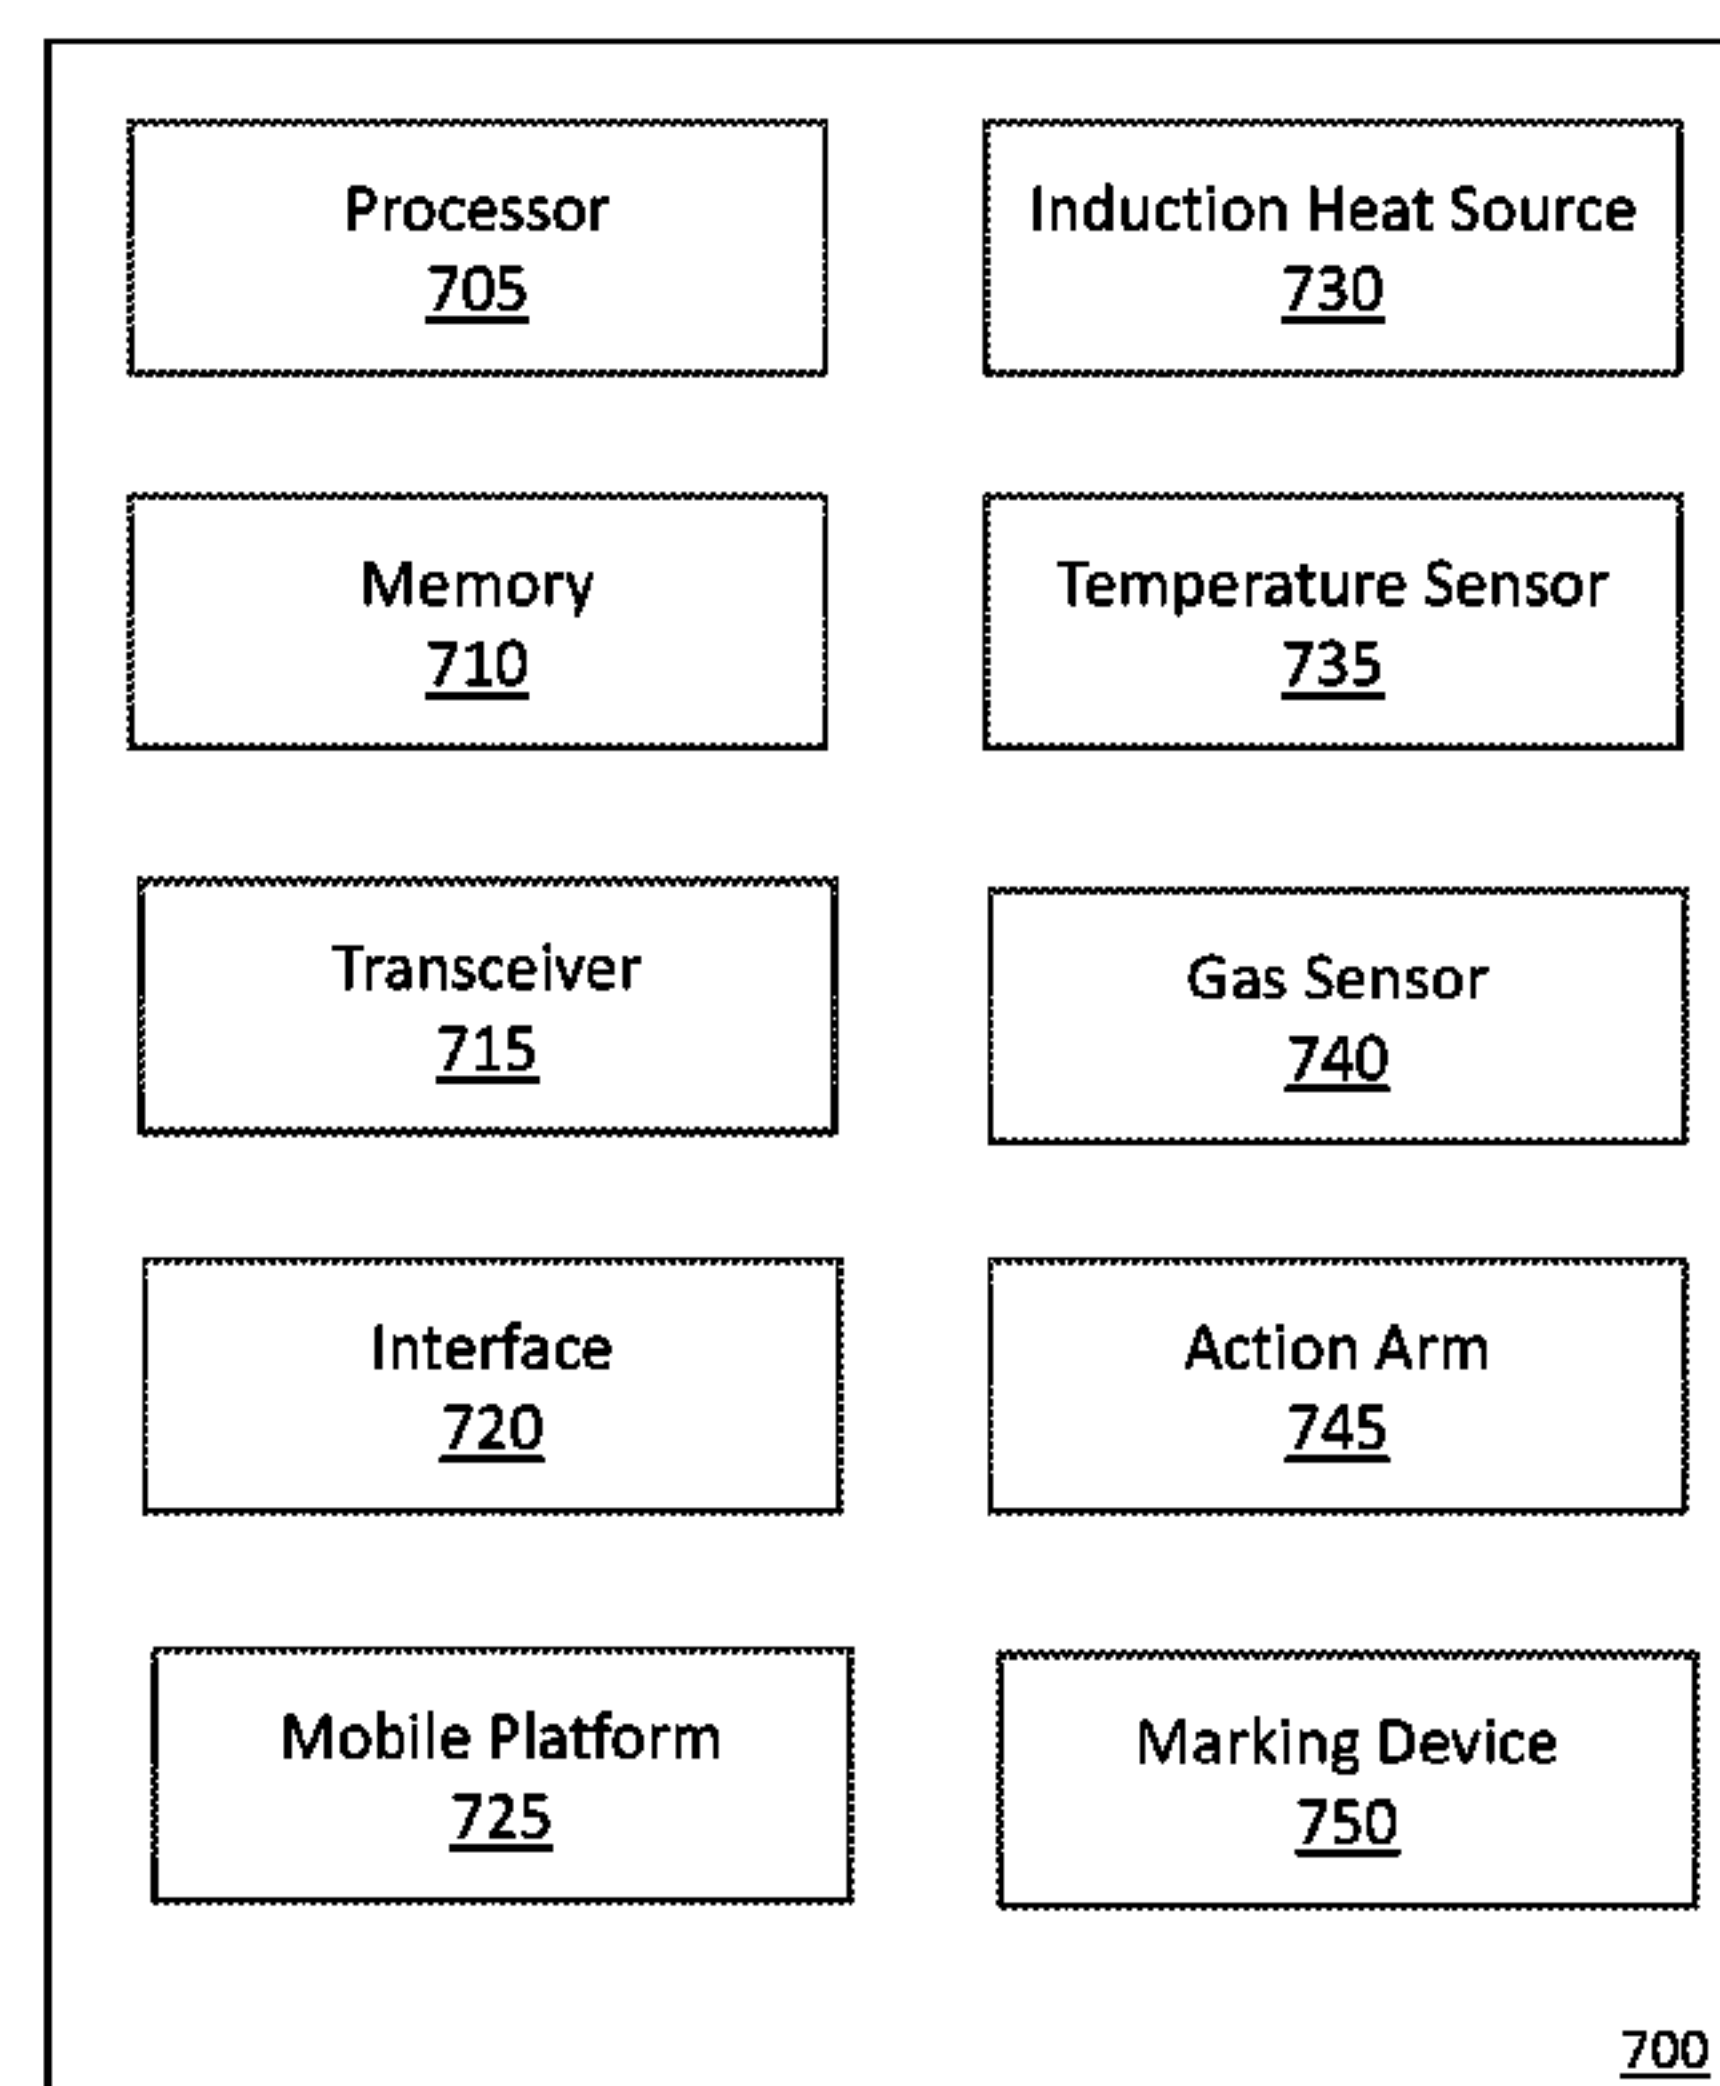 Processor
705
Induction Heat Source
730
Memory
710
Temperature Sensor
735
Transceiver
715
Gas Sensor
740
Interface
720
Action Arm
745
Mobile Platform
725
Marking Device
750
700